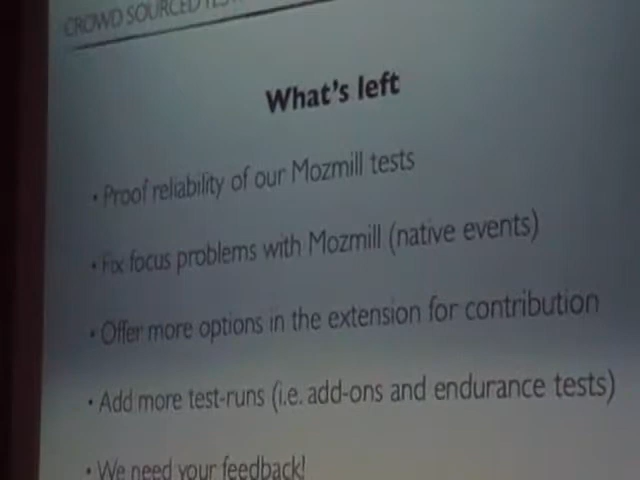 CROWD SOURCED
What's left
• Proof reliability of our Mozmill tests
• Fix focus problems with Mozmill (native events)
• Offer more options in the extension for contribution
• Add more test-runs (i.e. add-ons and endurance tests)
• We need your feedback!